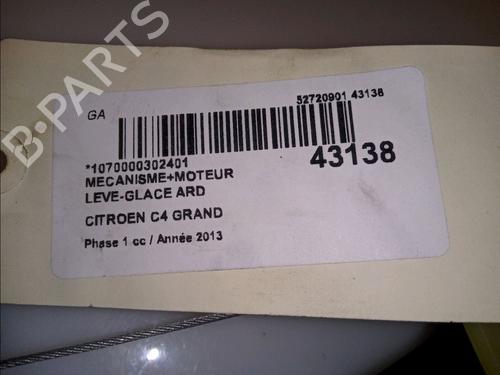 B-PARTS
GA
52720901 43138
*1070000302401
43138
MECANISME+MOTEUR
LEVE-GLACE ARD
CITROEN C4 GRAND
Phase 1 cc / Année 2013